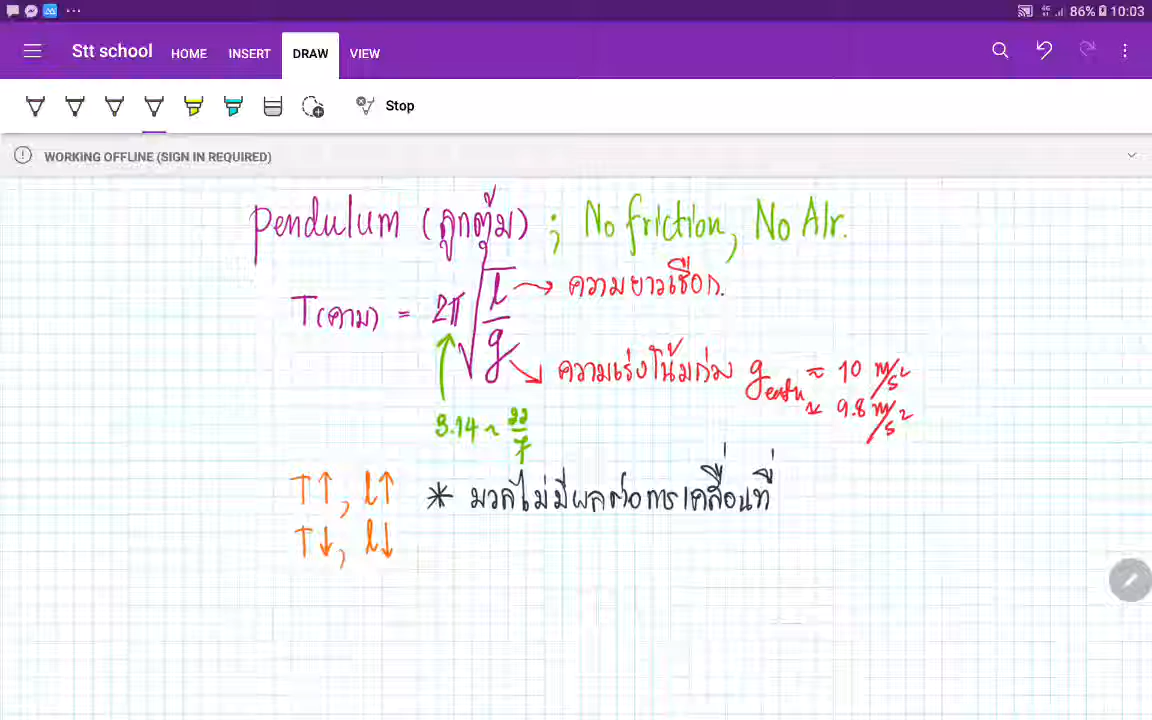 86% 10:03
Stt school HOME INSERT DRAW VIEW
Stop
WORKING OFFLINE (SIGN IN REQUIRED)
Pendulum (ลูกตุ้ม) ; No friction, No Air.
T(คาบ) = 2π√(l/g) → ความยาวเชือก.
→ ความเร่งโน้มถ่วง g ≈ 10 m/s²
≈ 9.8 m/s²
3.14 ~ 22/7
T↑, l↑ * มวลไม่มีผลต่อการเคลื่อนที่
T↓, l↓